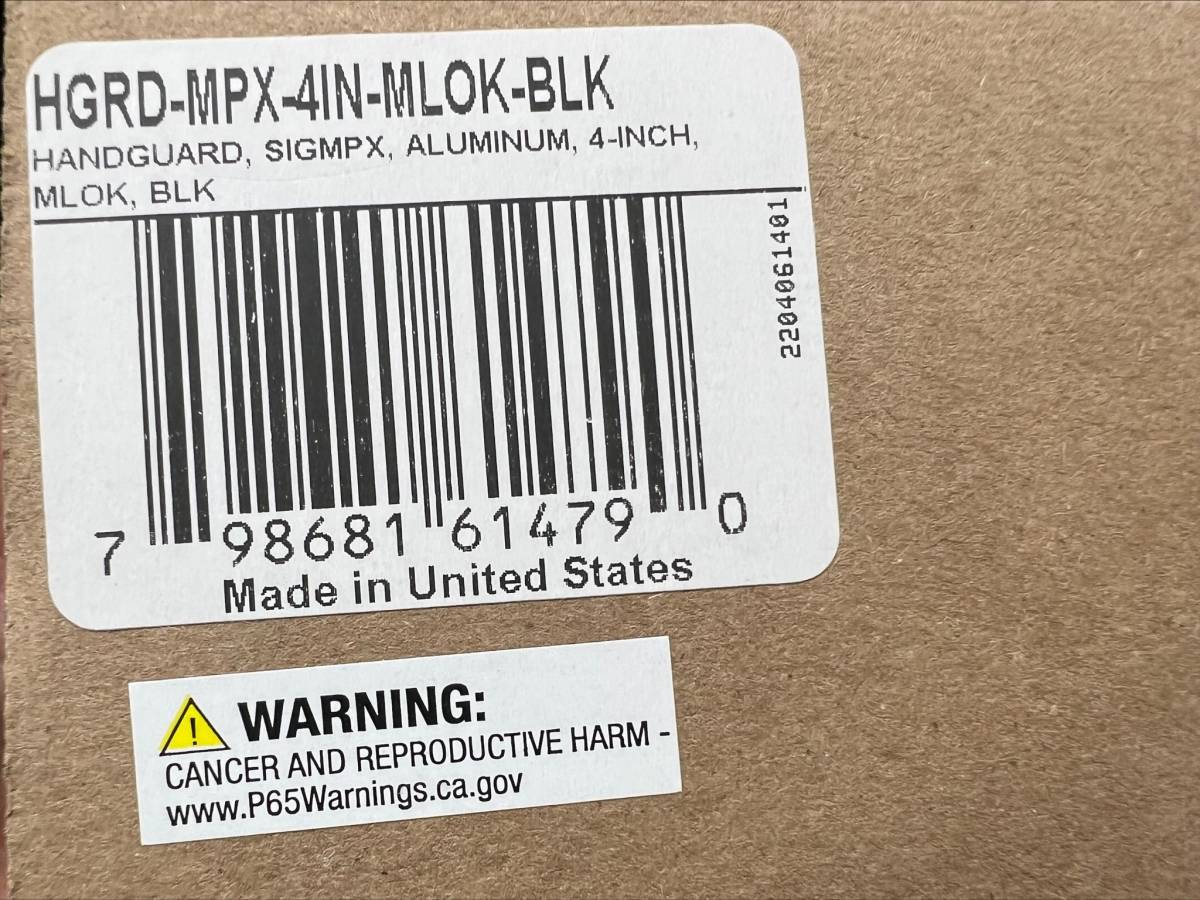 HGRD-MPX-4IN-MLOK-BLK
HANDGUARD, SIGMPX, ALUMINUM, 4-INCH,
MLOK, BLK
2204061401
7 98681 61479 0
Made in United States
WARNING:
CANCER AND REPRODUCTIVE HARM -
www.P65Warnings.ca.gov